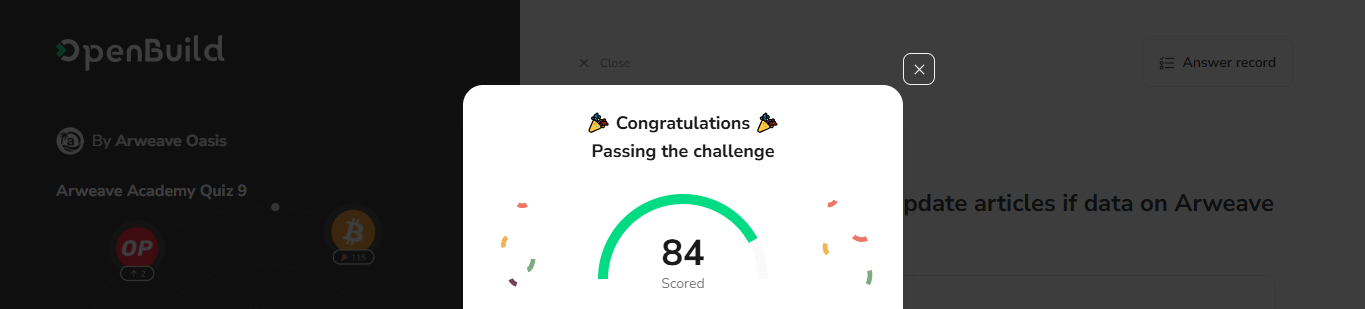 OpenBuild
Close
Answer record
Congratulations
Passing the challenge
By Arweave Oasis
Arweave Academy Quiz 9
pdate articles if data on Arweave
OP
2
115
84
Scored